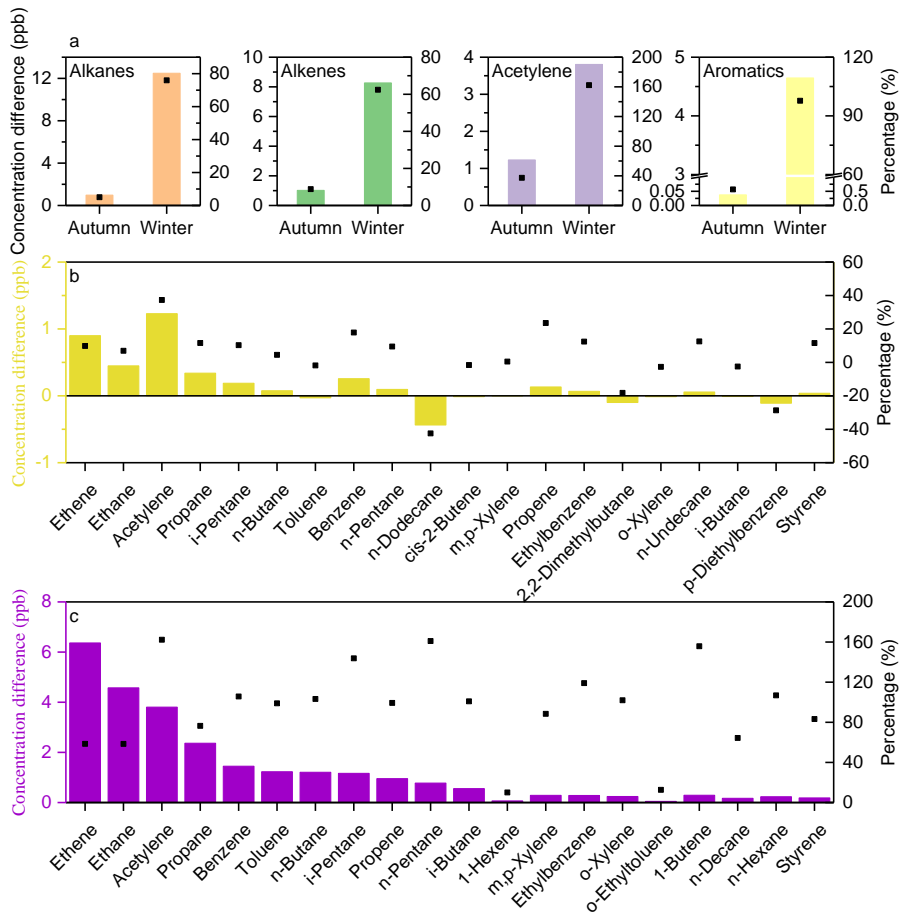 a
Concentration difference (ppb)
Alkanes
12
8
4
0
80
60
40
20
0
Autumn Winter
Alkenes
10
8
6
4
2
0
80
60
40
20
0
Autumn Winter
Acetylene
4
3
2
1
0
200
160
120
80
40
0
Autumn Winter
Aromatics
5
4
3
0.05
0.00
120
90
60
0.5
0.0
Autumn Winter
Percentage (%)
b
Concentration difference (ppb)
2
1
0
-1
60
40
20
0
-20
-40
-60
Percentage (%)
Ethene
Ethane
Acetylene
Propane
i-Pentane
n-Butane
Toluene
Benzene
n-Pentane
n-Dodecane
cis-2-Butene
m,p-Xylene
Propene
Ethylbenzene
2,2-Dimethylbutane
o-Xylene
n-Undecane
i-Butane
p-Diethylbenzene
Styrene
c
Concentration difference (ppb)
8
6
4
2
0
200
160
120
80
40
0
Percentage (%)
Ethene
Ethane
Acetylene
Propane
Benzene
Toluene
n-Butane
i-Pentane
Propene
n-Pentane
i-Butane
1-Hexene
m,p-Xylene
Ethylbenzene
o-Xylene
o-Ethyltoluene
1-Butene
n-Decane
n-Hexane
Styrene